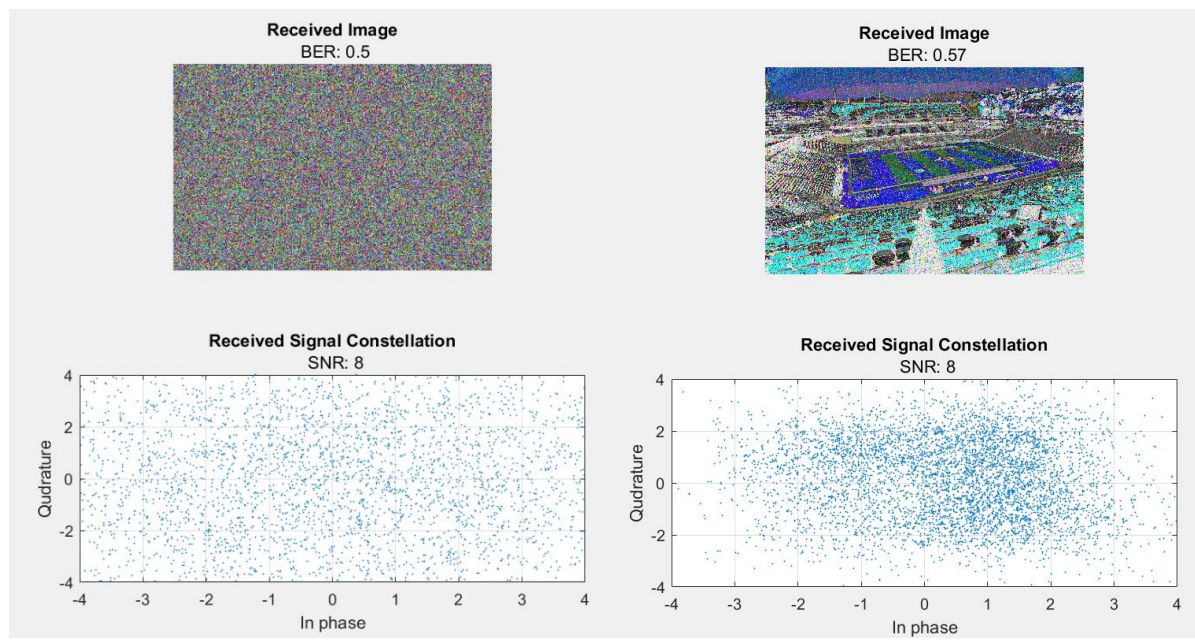 Received Image
BER: 0.5
Received Image
BER: 0.57
Received Signal Constellation
SNR: 8
4
2
0
-2
-4
Qudrature
-4 -3 -2 -1 0 1 2 3 4
In phase
Received Signal Constellation
SNR: 8
4
2
0
-2
-4
Qudrature
-4 -3 -2 -1 0 1 2 3 4
In phase